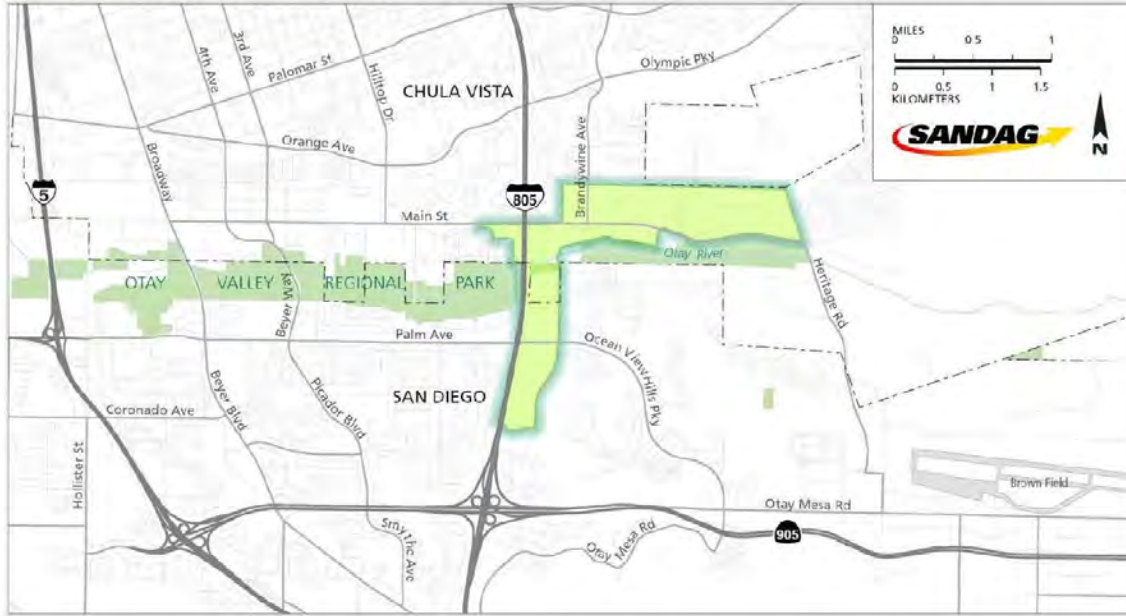 MILES
0 0.5 1
0 0.5 1 1.5
KILOMETERS
SANDAG
N
4th Ave
3rd Ave
Palomar St
Hilltop Dr
CHULA VISTA
Olympic Pky
Orange Ave
Broadway
Brandywine Ave
5
805
Main St
Otay River
OTAY VALLEY REGIONAL PARK
Beyer Way
Heritage Rd
Palm Ave
Ocean View Hills Pky
SAN DIEGO
Beyer Blvd
Picador Blvd
Coronado Ave
Hollister St
Brown Field
Otay Mesa Rd
Smythe Ave
Otay Mesa Rd
905